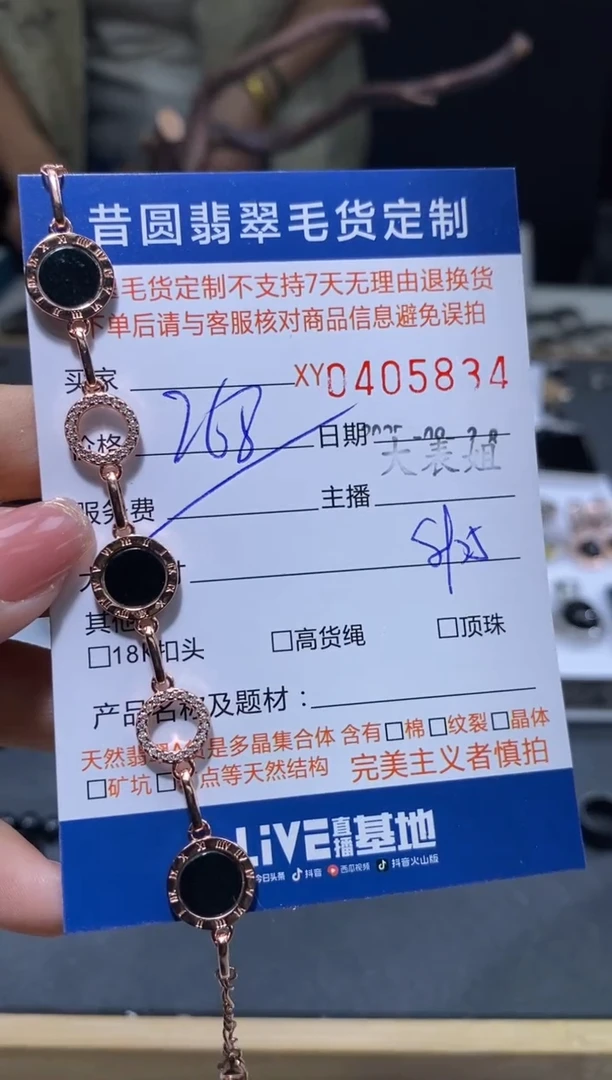 昔圆翡翠毛货定制
毛货定制不支持7天无理由退换货
下单后请与客服核对商品信息避免误拍
买家 XY0405834
价格 268 日期
大表姐
服务费 主播
其他
□18K扣头 □高货绳 □顶珠
产品名称及题材：
天然翡翠 是多晶集合体 含有□棉□纹裂□晶体
□矿坑□ 点等天然结构 完美主义者慎拍
LiVE直播基地
今日头条 抖音 西瓜视频 抖音火山版